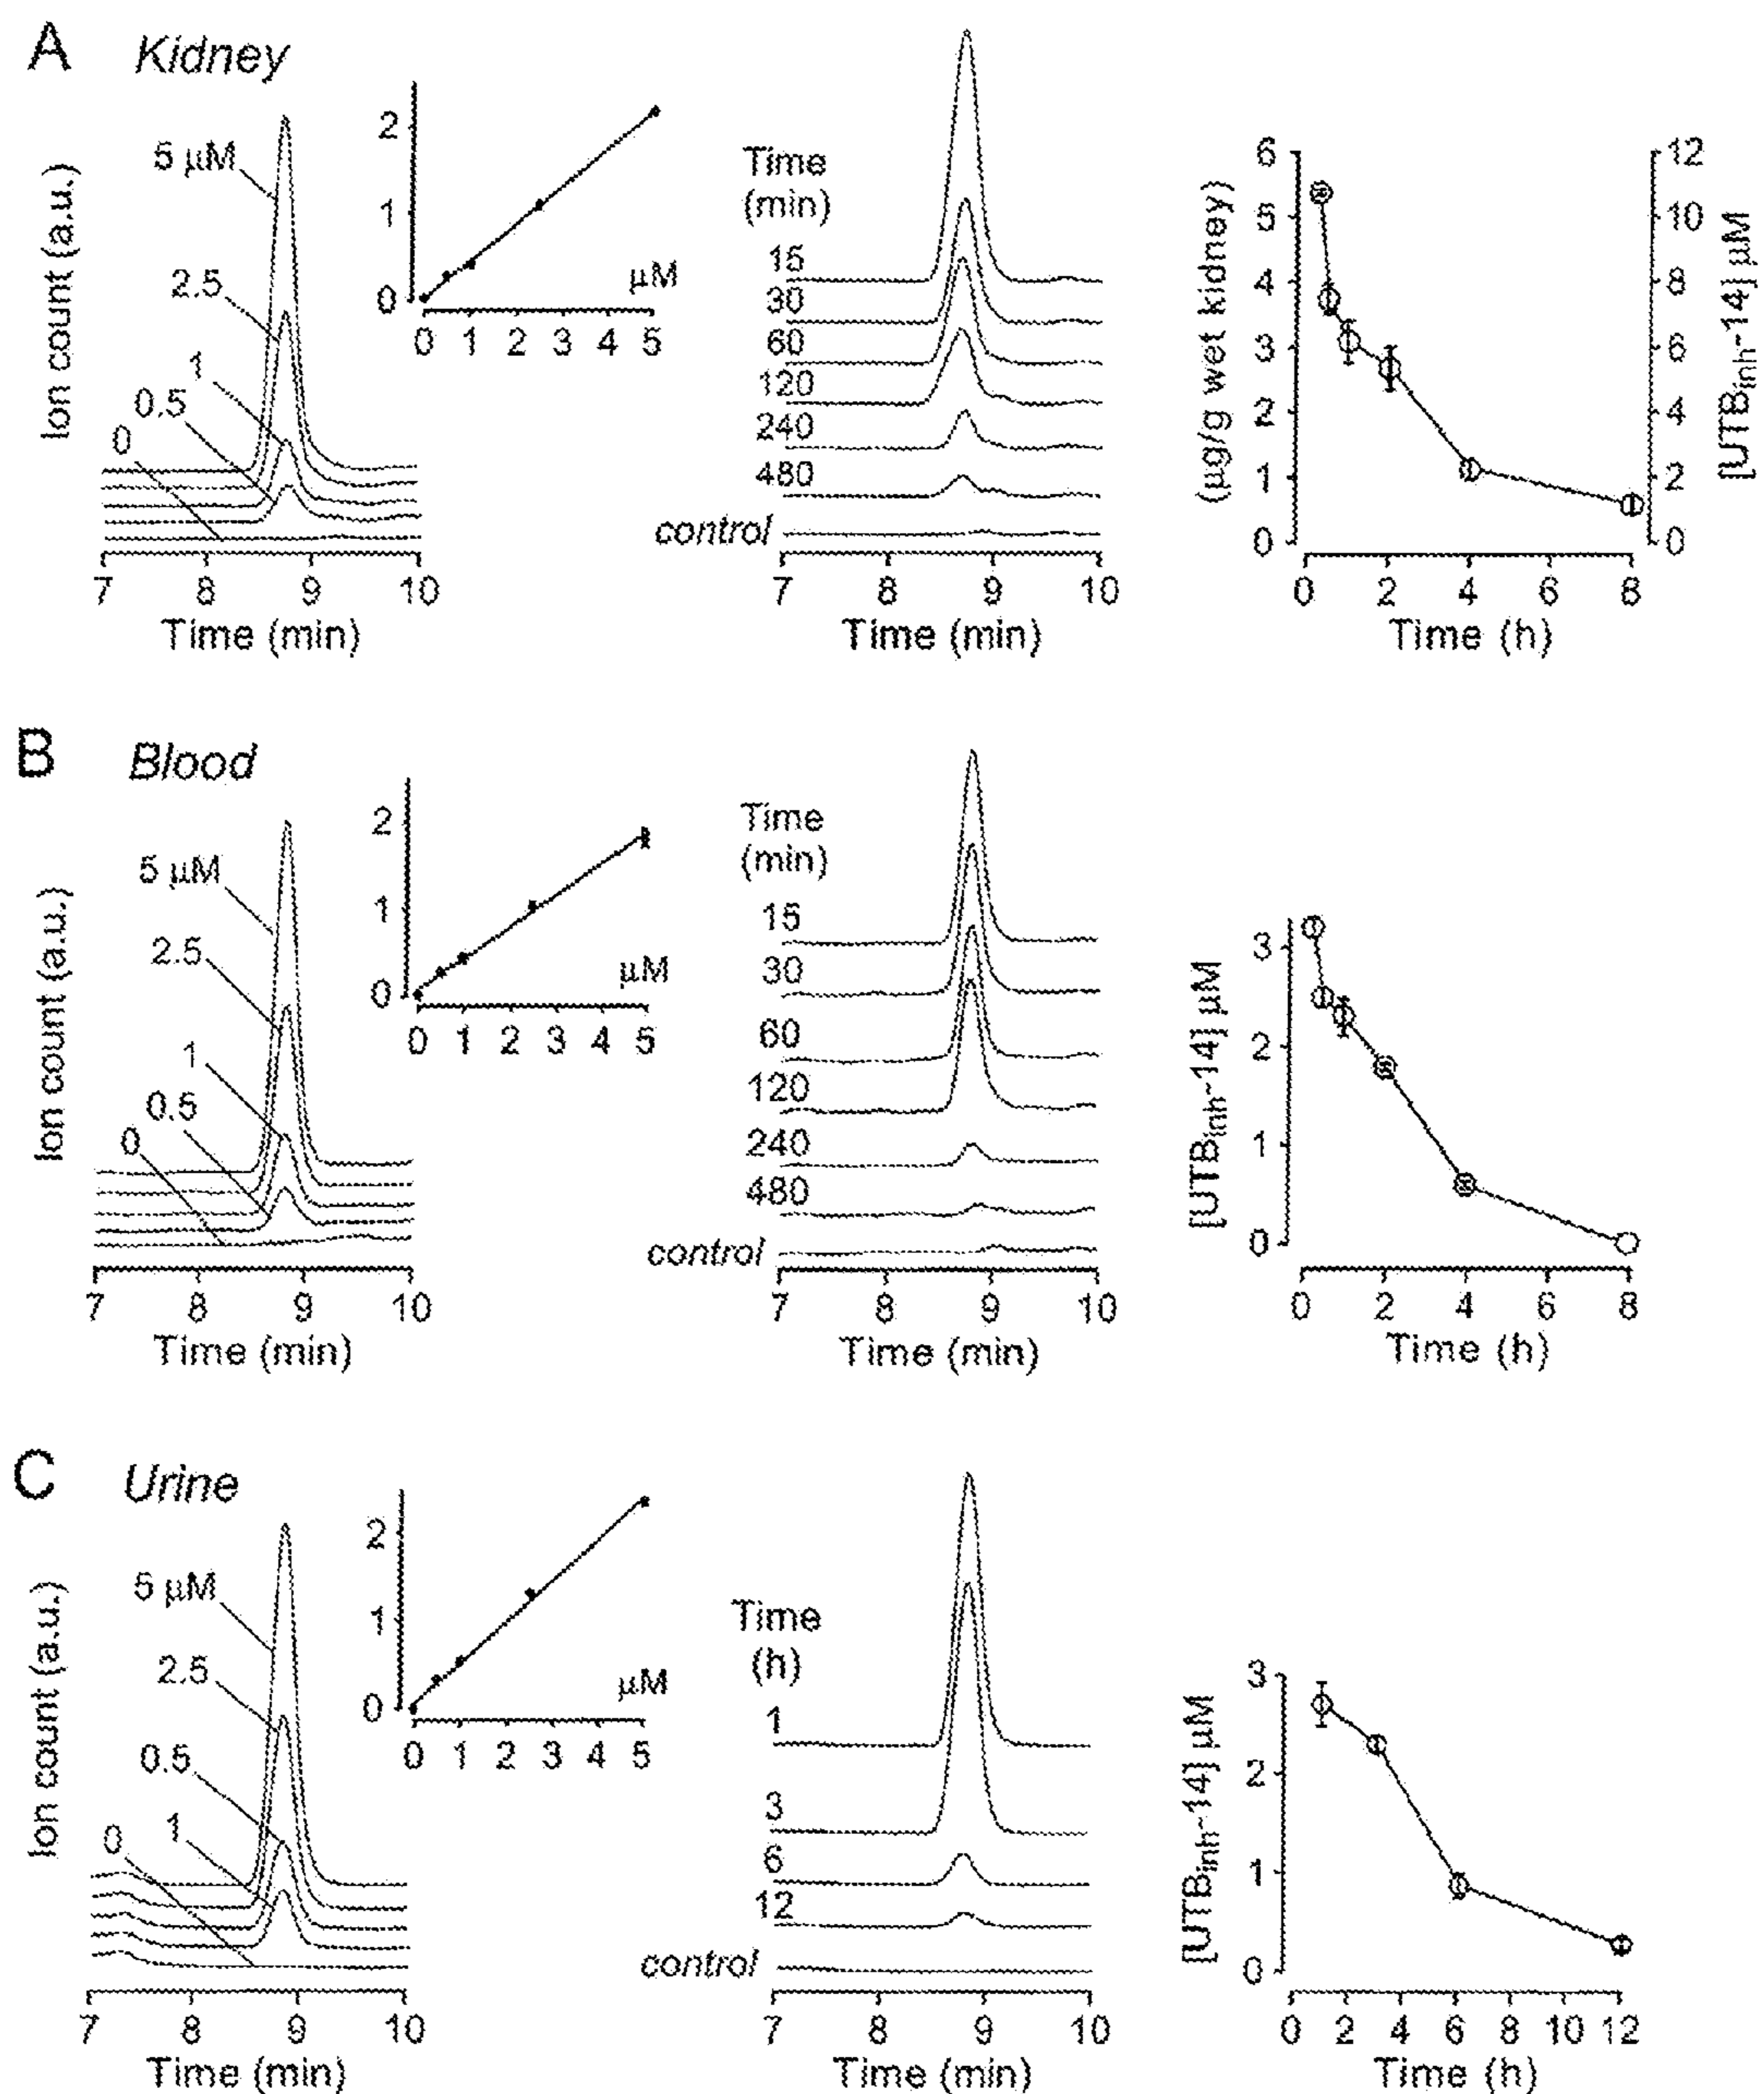 A Kidney
Ion count (a.u.)
5 μM
2.5
1
0.5
0
7 8 9 10
Time (min)
2
1
0
μM
0 1 2 3 4 5
Time
(min)
15
30
60
120
240
480
control
7 8 9 10
Time (min)
(μg/g wet kidney)
6
5
4
3
2
1
0
12
10
8
6
4
2
0
[UTBinh-14] μM
0 2 4 6 8
Time (h)
B Blood
Ion count (a.u.)
5 μM
2.5
1
0.5
0
7 8 9 10
Time (min)
2
1
0
μM
0 1 2 3 4 5
Time
(min)
15
30
60
120
240
480
control
7 8 9 10
Time (min)
[UTBinh-14] μM
3
2
1
0
0 2 4 6 8
Time (h)
C Urine
Ion count (a.u.)
5 μM
2.5
0.5
1
0
7 8 9 10
Time (min)
2
1
0
μM
0 1 2 3 4 5
Time
(h)
1
3
6
12
control
7 8 9 10
Time (min)
[UTBinh-14] μM
3
2
1
0
0 2 4 6 8 10 12
Time (h)